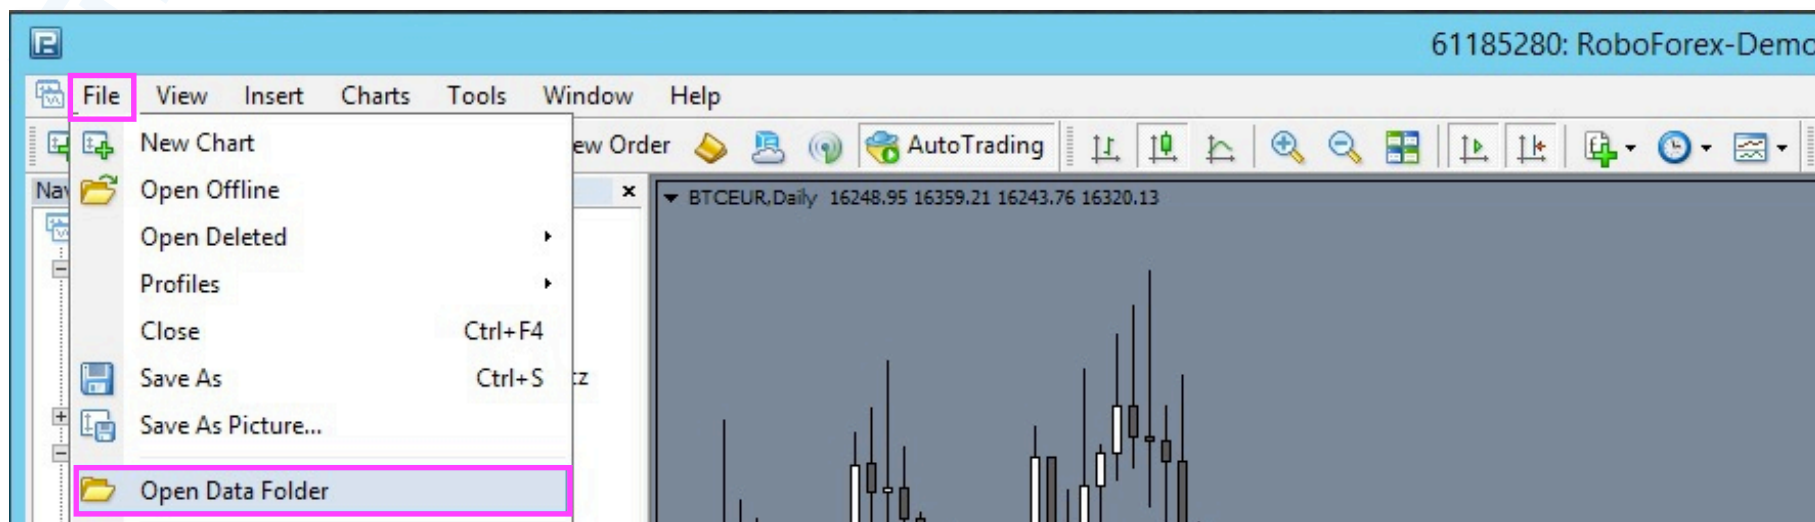 61185280: RoboForex-Demo
File View Insert Charts Tools Window Help
New Chart
ew Order AutoTrading
Nav
Open Offline
BTCEUR,Daily 16248.95 16359.21 16243.76 16320.13
Open Deleted
Profiles
Close Ctrl+F4
Save As Ctrl+S
Save As Picture...
Open Data Folder